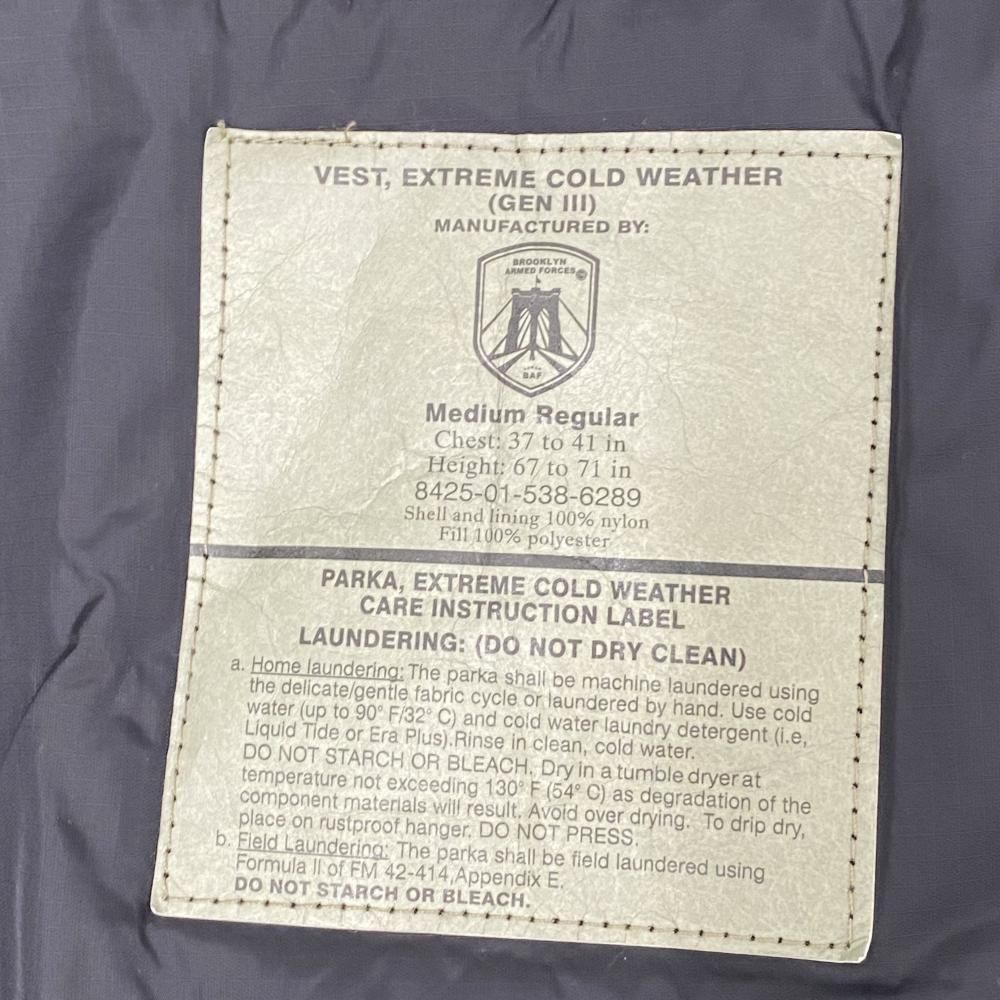 VEST, EXTREME COLD WEATHER
(GEN III)
MANUFACTURED BY:
BROOKLYN
ARMED FORCES
BAF
Medium Regular
Chest: 37 to 41 in
Height: 67 to 71 in
8425-01-538-6289
Shell and lining 100% nylon
Fill 100% polyester
PARKA, EXTREME COLD WEATHER
CARE INSTRUCTION LABEL
LAUNDERING: (DO NOT DRY CLEAN)
a. Home laundering: The parka shall be machine laundered using
the delicate/gentle fabric cycle or laundered by hand. Use cold
water (up to 90° F/32° C) and cold water laundry detergent (i.e,
Liquid Tide or Era Plus).Rinse in clean, cold water.
DO NOT STARCH OR BLEACH. Dry in a tumble dryer at
temperature not exceeding 130° F (54° C) as degradation of the
component materials will result. Avoid over drying. To drip dry,
place on rustproof hanger. DO NOT PRESS.
b. Field Laundering: The parka shall be field laundered using
Formula II of FM 42-414,Appendix E.
DO NOT STARCH OR BLEACH.